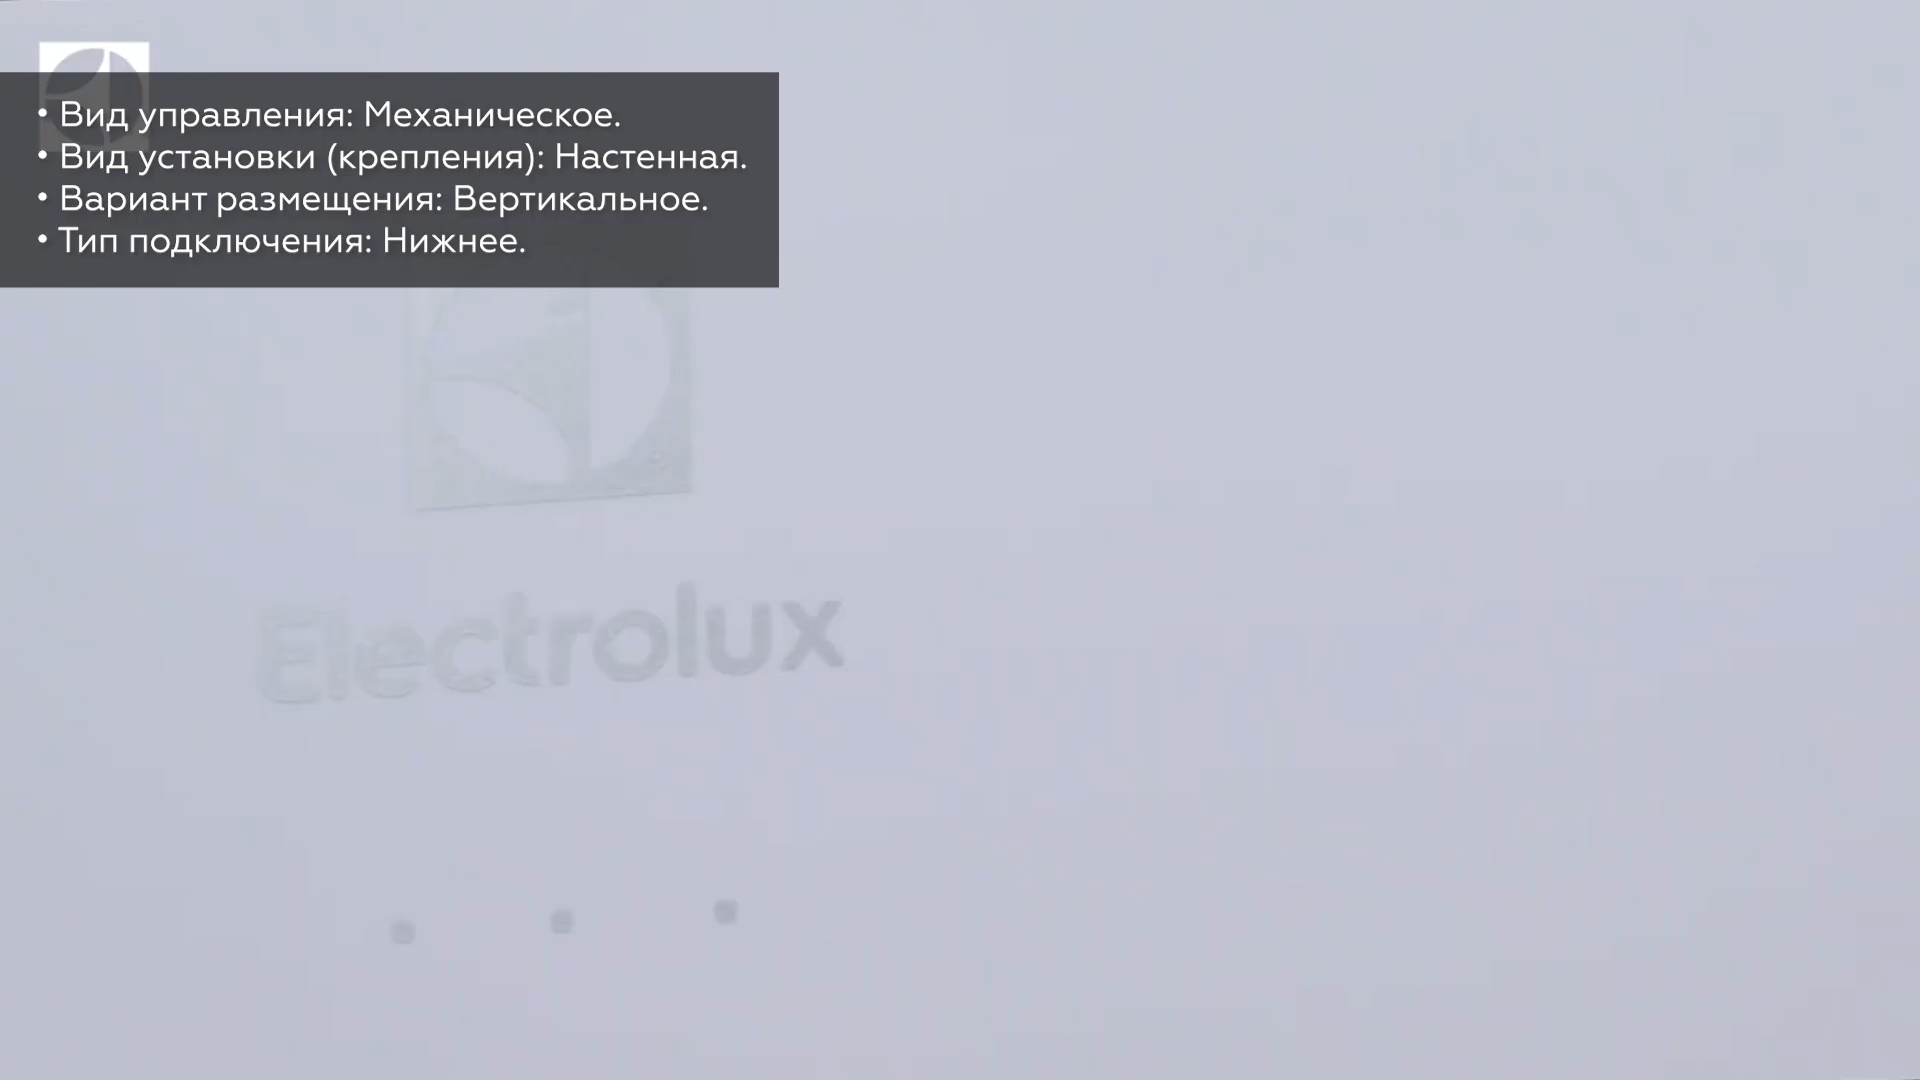 • Вид управления: Механическое.
• Вид установки (крепления): Настенная.
• Вариант размещения: Вертикальное.
• Тип подключения: Нижнее.
Electrolux